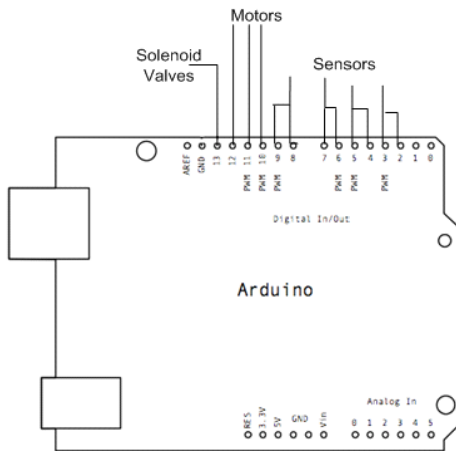 Motors
Solenoid
Valves
Sensors
AREF
GND
13
12
11
10
9
8
7
6
5
4
3
2
1
0
PWM
PWM
PWM
PWM
PWM
PWM
Digital In/Out
Arduino
Analog In
RES
3.3V
5V
GND
Vin
0
1
2
3
4
5